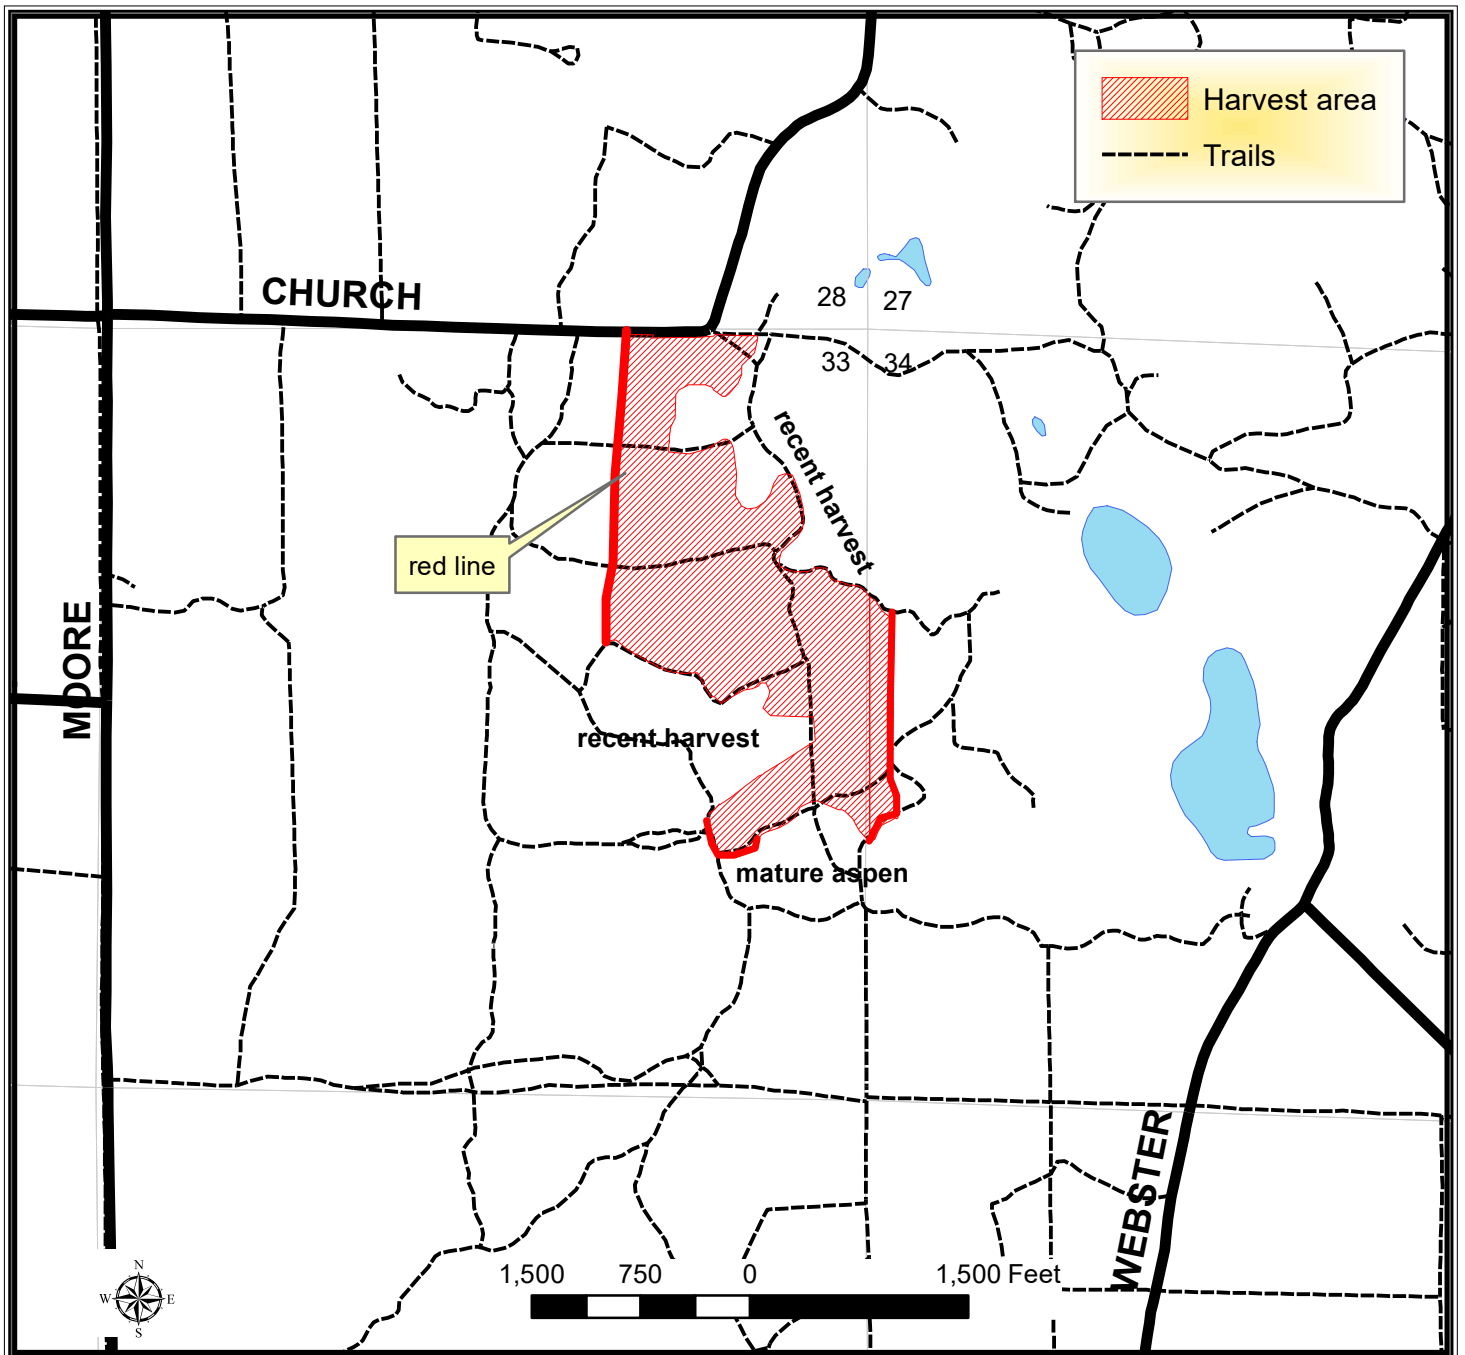 Harvest area
Trails
CHURCH
28
27
33
34
recent harvest
red line
MOORE
recent harvest
mature aspen
WEBSTER
N
W E
S
1,500 750 0 1,500 Feet